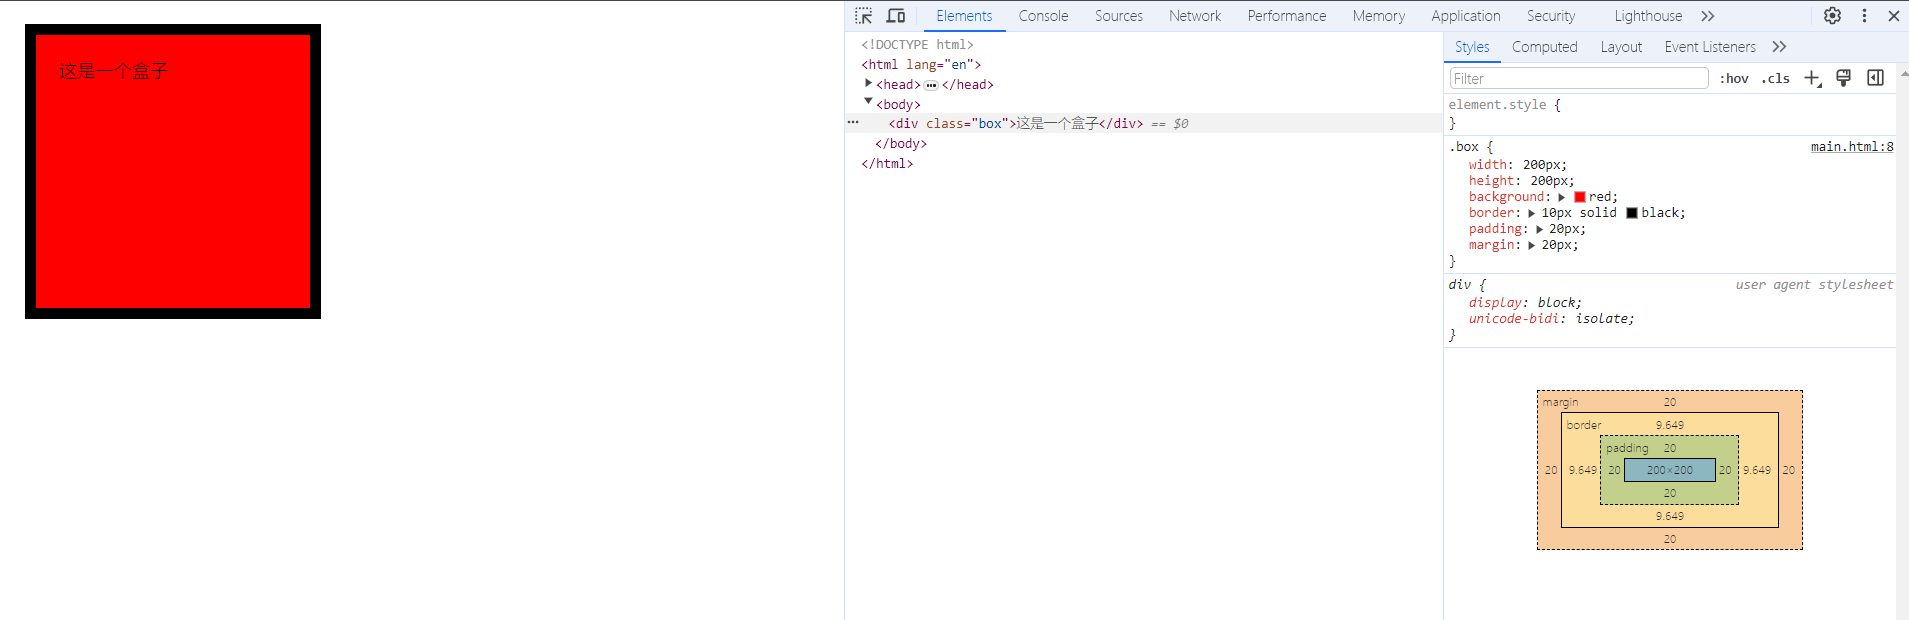 这是一个盒子
Elements Console Sources Network Performance Memory Application Security Lighthouse
<!DOCTYPE html>
<html lang="en">
<head> ••• </head>
<body>
••• <div class="box">这是一个盒子</div> == $0
</body>
</html>
Styles Computed Layout Event Listeners
Filter :hov .cls
element.style {
}
.box { main.html:8
width: 200px;
height: 200px;
background: red;
border: 10px solid black;
padding: 20px;
margin: 20px;
}
div { user agent stylesheet
display: block;
unicode-bidi: isolate;
}
margin 20
border 9.649
padding 20
20 9.649 20 200×200 20 9.649 20
20
9.649
20